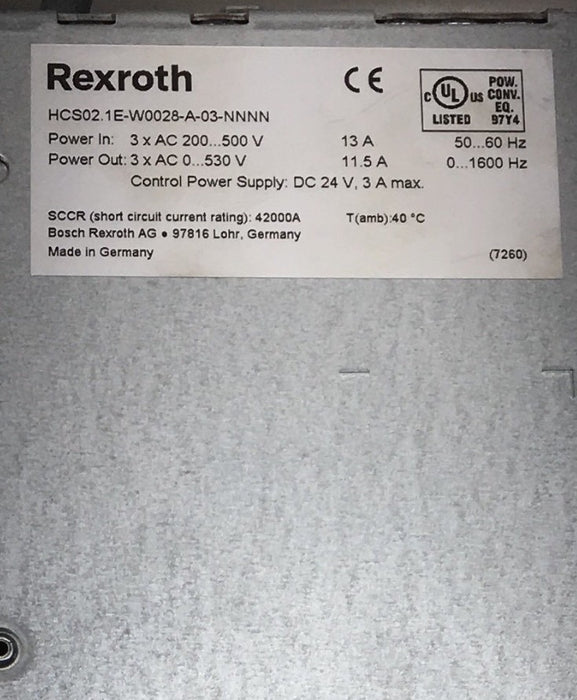 Rexroth CE
c UL us LISTED POW. CONV. EQ. 97Y4
HCS02.1E-W0028-A-03-NNNN
Power In: 3 x AC 200...500 V 13 A 50...60 Hz
Power Out: 3 x AC 0...530 V 11.5 A 0...1600 Hz
Control Power Supply: DC 24 V, 3 A max.
SCCR (short circuit current rating): 42000A T(amb):40 °C
Bosch Rexroth AG • 97816 Lohr, Germany
Made in Germany (7260)